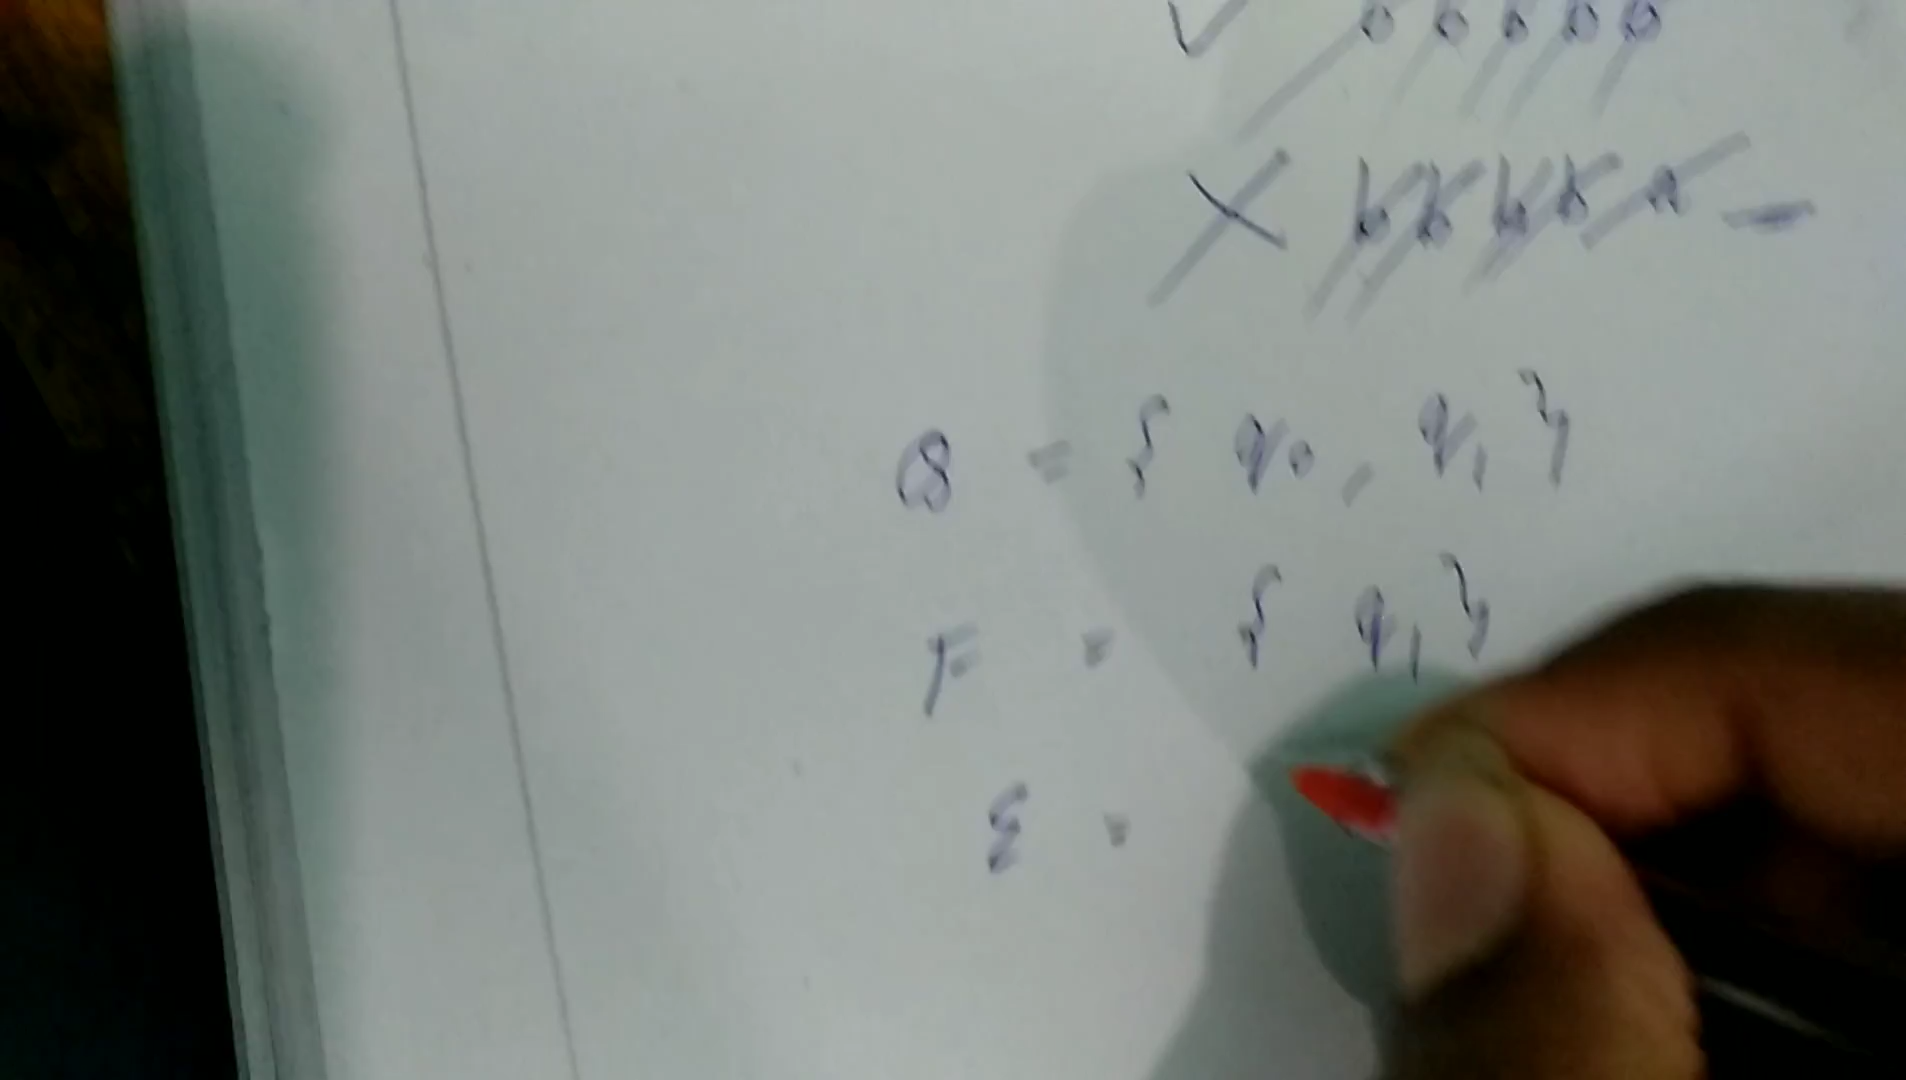 ✓ b b b b b
X b b b b a -
Q = { q0, q1 }
F = { q1 }
Σ =